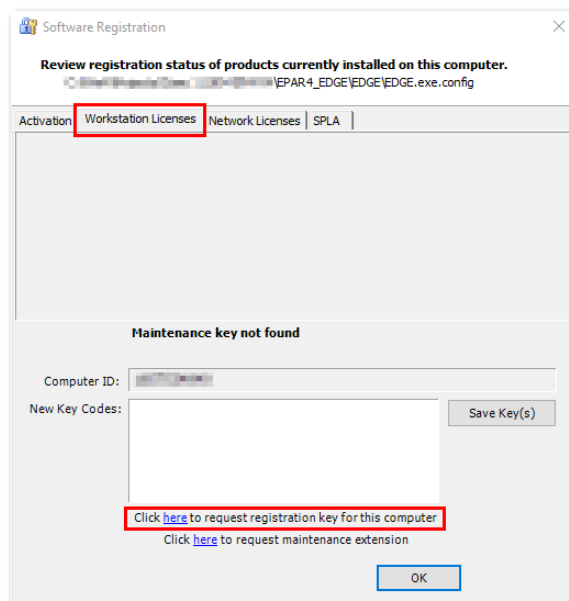 Software Registration
Review registration status of products currently installed on this computer.
\EPAR4_EDGE\EDGE\EDGE.exe.config
Activation Workstation Licenses Network Licenses SPLA
Maintenance key not found
Computer ID:
New Key Codes:
Save Key(s)
Click here to request registration key for this computer
Click here to request maintenance extension
OK